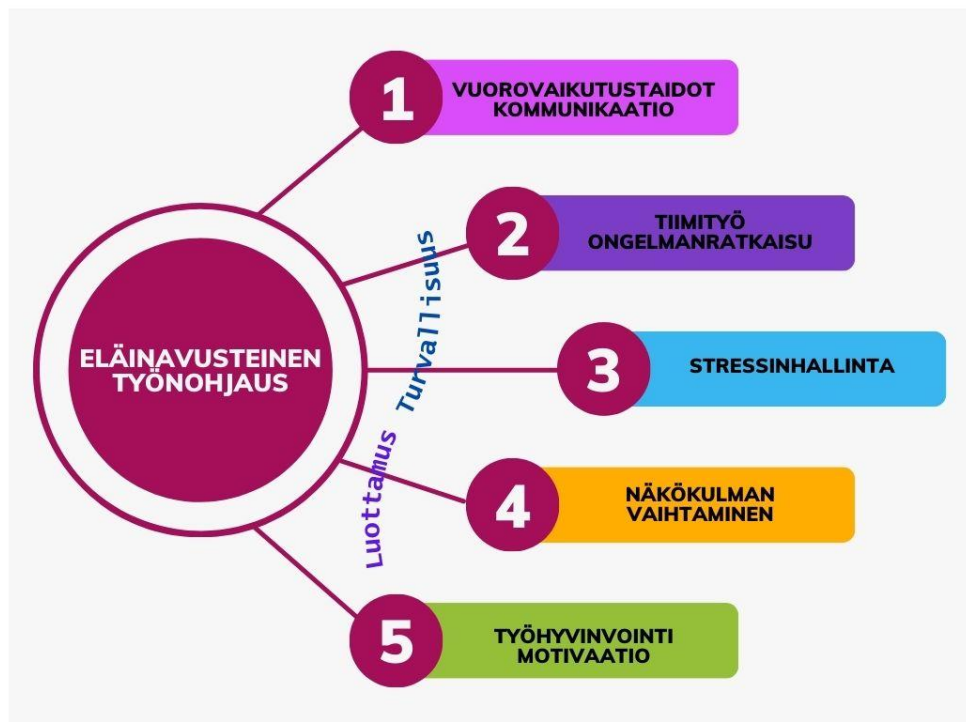 ELÄINAVUSTEINEN
TYÖNOHJAUS
Luottamus Turvallisuus
1
VUOROVAIKUTUSTAIDOT
KOMMUNIKAATIO
2
TIIMITYÖ
ONGELMANRATKAISU
3
STRESSINHALLINTA
4
NÄKÖKULMAN
VAIHTAMINEN
5
TYÖHYVINVOINTI
MOTIVAATIO